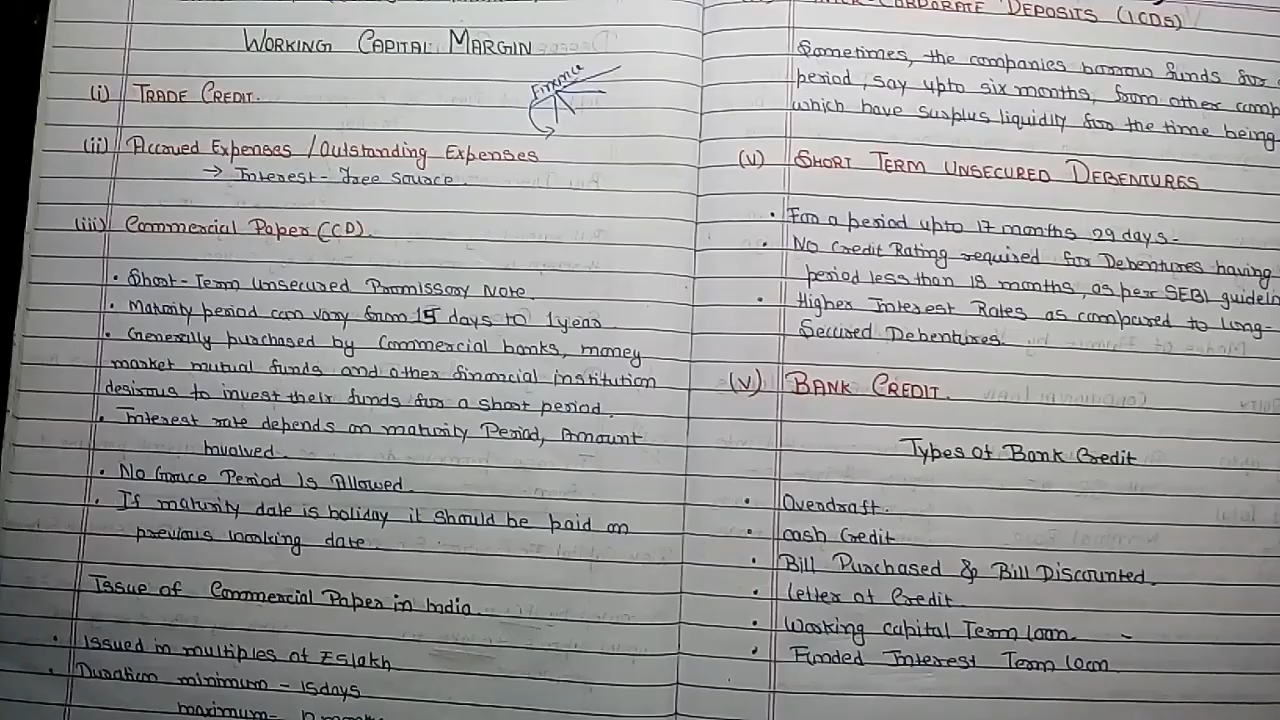 WORKING CAPITAL MARGIN
Finance
(i) TRADE CREDIT.
(ii) Accrued Expenses / Outstanding Expenses
→ Interest-free source.
(iii) Commercial Paper (CD).
• Short-Term Unsecured Promissory Note.
• Maturity period can vary from 15 days to 1 year
• Generally purchased by Commercial banks, money
market mutual funds and other financial institution
desirous to invest their funds for a short period.
• Interest rate depends on maturity Period, Amount
Involved.
• No Grace Period Is Allowed.
• If maturity date is holiday it should be paid on
previous working date.
Issue of Commercial Paper in India.
• Issued in multiples of ₹5lakh
• Duration minimum - 15days
maximum-
CORPORATE DEPOSITS (ICDS)
Sometimes, the companies borrow funds for
period, say upto six months, from other comp
which have surplus liquidity for the time being
(V) SHORT TERM UNSECURED DEBENTURES
• For a period upto 17 months 29 days-
• No Credit Rating required for Debentures having
period less than 18 months, as per SEBI guidelin
• Higher Interest Rates as compared to Long-
Secured Debentures.
(V) BANK CREDIT.
Types of Bank Credit
• Overdraft.
• cash Credit
• Bill Purchased & Bill Discounted.
• Letter of Credit
• Working capital Term loan. -
• Funded Interest Term loan